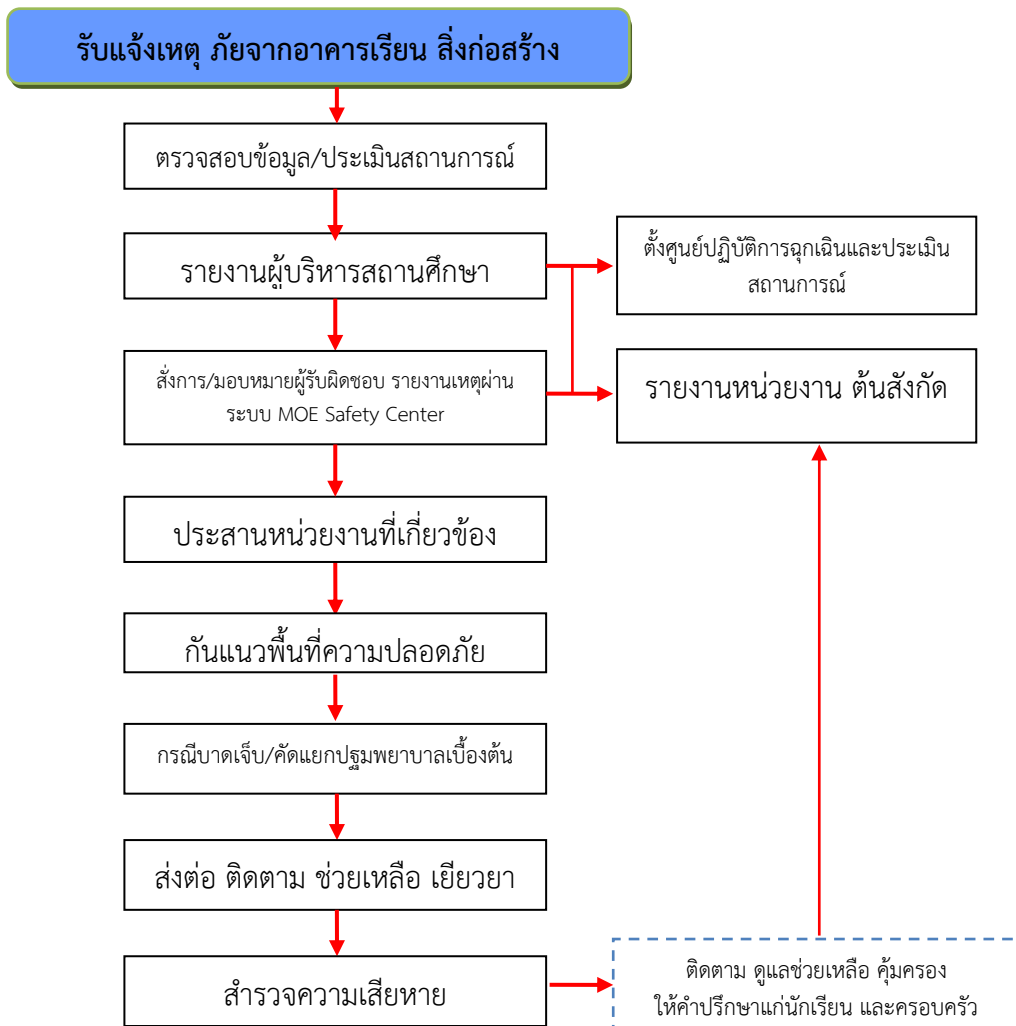 รับแจ้งเหตุ ภัยจากอาคารเรียน สิ่งก่อสร้าง
ตรวจสอบข้อมูล/ประเมินสถานการณ์
รายงานผู้บริหารสถานศึกษา
ตั้งศูนย์ปฏิบัติการฉุกเฉินและประเมิน
สถานการณ์
สั่งการ/มอบหมายผู้รับผิดชอบ รายงานเหตุผ่าน
ระบบ MOE Safety Center
รายงานหน่วยงาน ต้นสังกัด
ประสานหน่วยงานที่เกี่ยวข้อง
กันแนวพื้นที่ความปลอดภัย
กรณีบาดเจ็บ/คัดแยกปฐมพยาบาลเบื้องต้น
ส่งต่อ ติดตาม ช่วยเหลือ เยียวยา
สำรวจความเสียหาย
ติดตาม ดูแลช่วยเหลือ คุ้มครอง
ให้คำปรึกษาแก่นักเรียน และครอบครัว